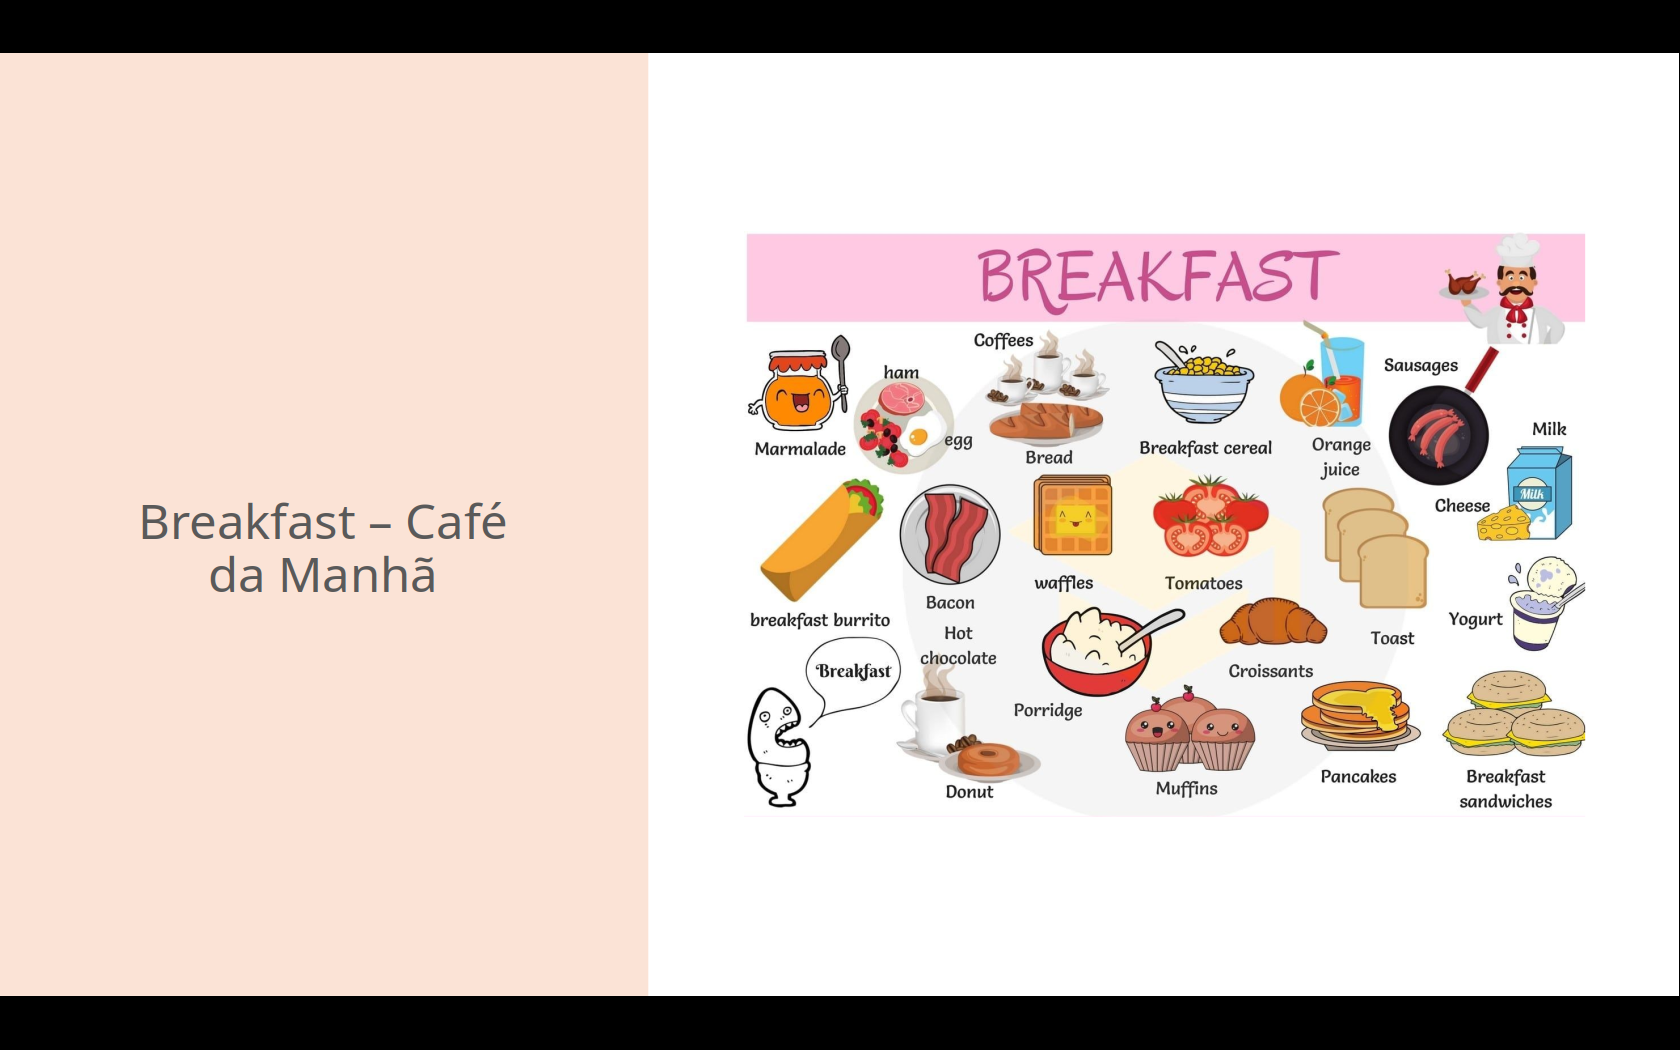 Breakfast – Café
da Manhã
BREAKFAST
Marmalade
ham
egg
Coffees
Bread
Breakfast cereal
Orange
juice
Sausages
Milk
Milk
Cheese
breakfast burrito
Bacon
waffles
Tomatoes
Toast
Yogurt
Breakfast
Hot
chocolate
Donut
Porridge
Croissants
Muffins
Pancakes
Breakfast
sandwiches